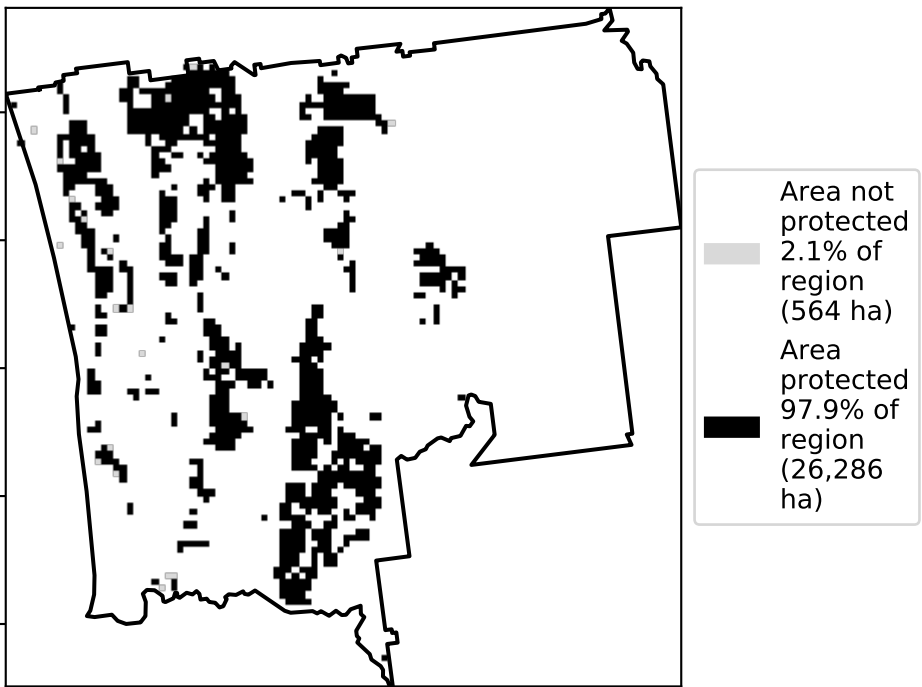 Area not
protected
2.1% of
region
(564 ha)
Area
protected
97.9% of
region
(26,286
ha)